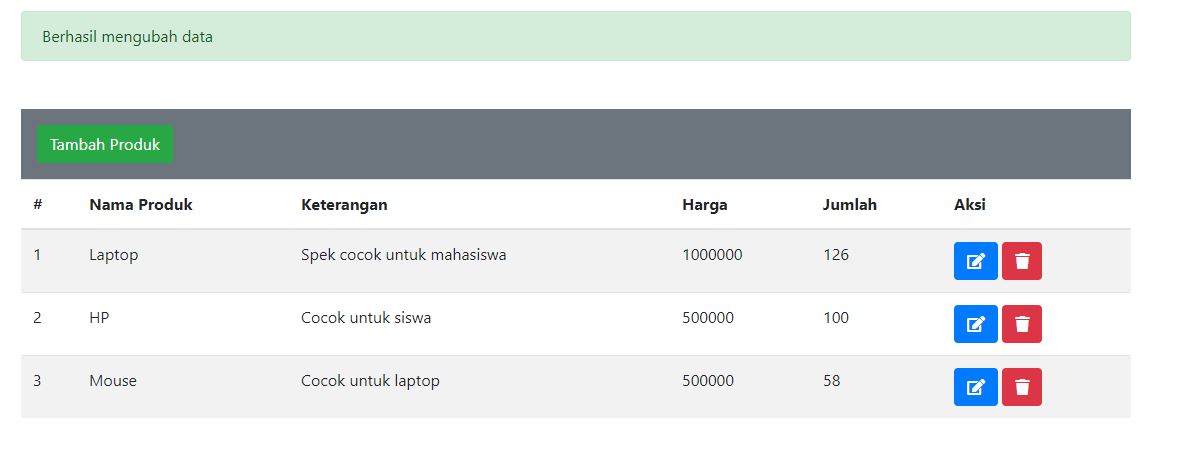 Berhasil mengubah data
Tambah Produk
# Nama Produk Keterangan Harga Jumlah Aksi
1 Laptop Spek cocok untuk mahasiswa 1000000 126
2 HP Cocok untuk siswa 500000 100
3 Mouse Cocok untuk laptop 500000 58